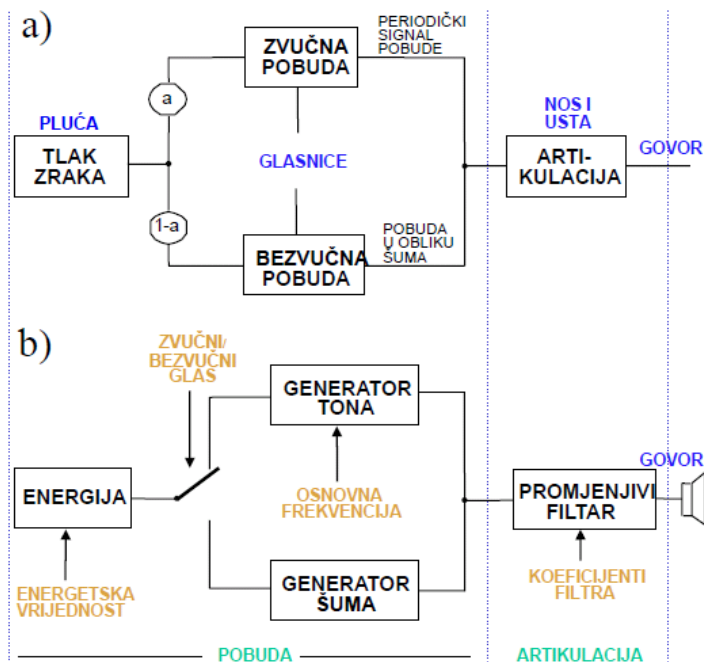 a)
ZVUČNA
POBUDA
PERIODIČKI
SIGNAL
POBUDE
a
PLUĆA
TLAK
ZRAKA
GLASNICE
NOS I
USTA
ARTI-
KULACIJA
GOVOR
1-a
BEZVUČNA
POBUDA
POBUDA
U OBLIKU
ŠUMA
b)
ZVUČNI/
BEZVUČNI
GLAS
GENERATOR
TONA
ENERGIJA
OSNOVNA
FREKVENCIJA
PROMJENJIVI
FILTAR
GOVOR
ENERGETSKA
VRIJEDNOST
GENERATOR
ŠUMA
KOEFICIJENTI
FILTRA
POBUDA
ARTIKULACIJA